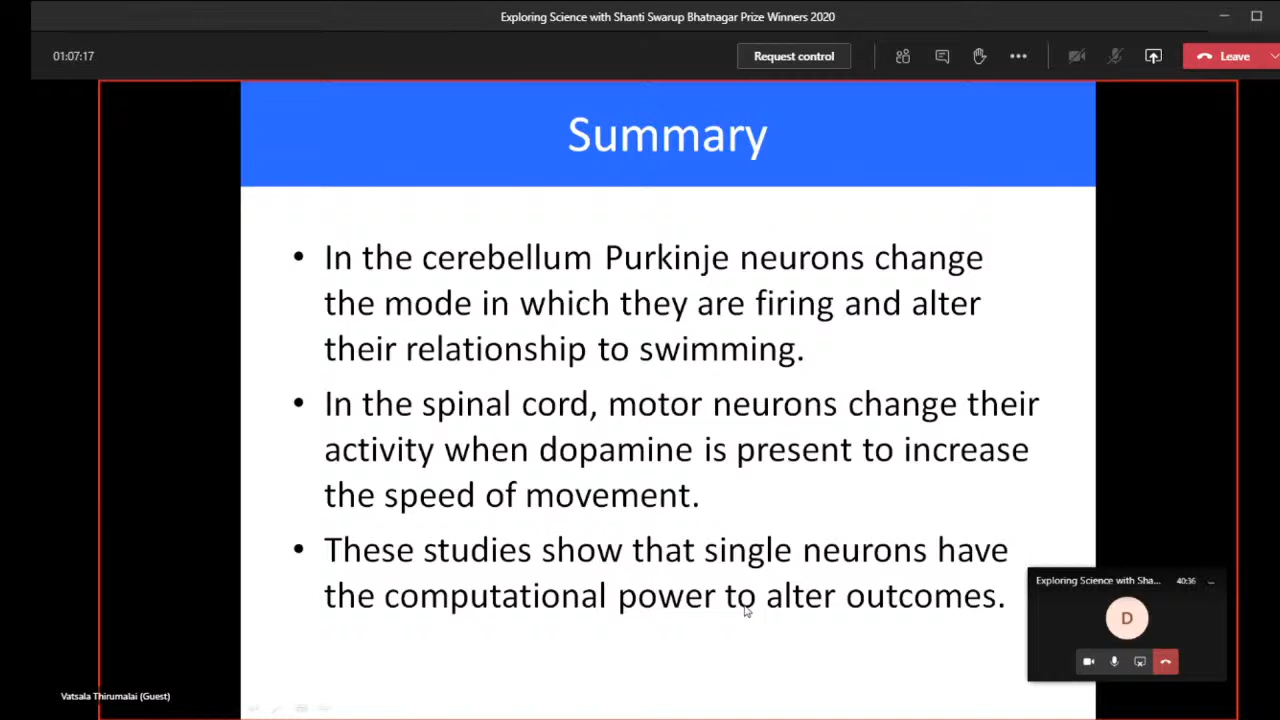 Exploring Science with Shanti Swarup Bhatnagar Prize Winners 2020
01:07:17
Request control
Leave
Summary
• In the cerebellum Purkinje neurons change
the mode in which they are firing and alter
their relationship to swimming.
• In the spinal cord, motor neurons change their
activity when dopamine is present to increase
the speed of movement.
• These studies show that single neurons have
the computational power to alter outcomes.
Exploring Science with Sha... 40:36
D
Vatsala Thirumalai (Guest)